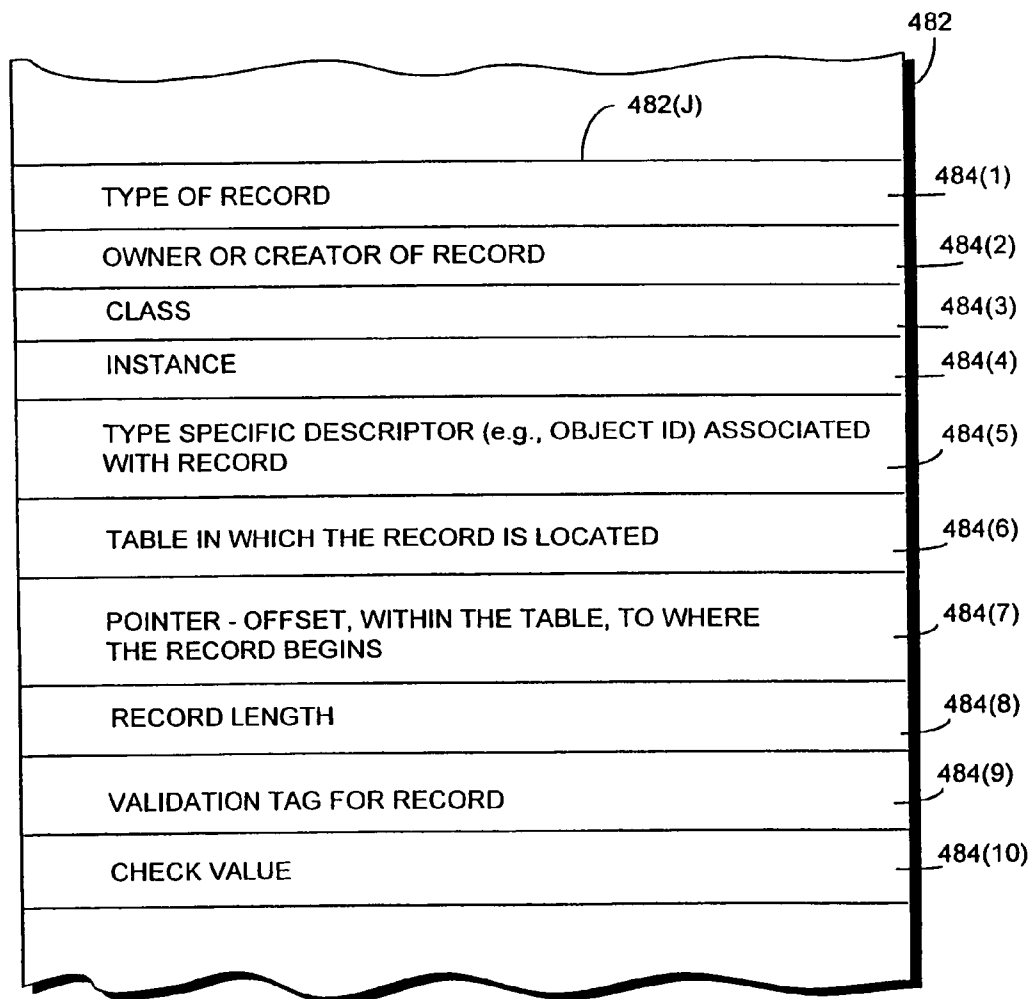 482
482(J)
TYPE OF RECORD
484(1)
OWNER OR CREATOR OF RECORD
484(2)
CLASS
484(3)
INSTANCE
484(4)
TYPE SPECIFIC DESCRIPTOR (e.g., OBJECT ID) ASSOCIATED
WITH RECORD
484(5)
TABLE IN WHICH THE RECORD IS LOCATED
484(6)
POINTER - OFFSET, WITHIN THE TABLE, TO WHERE
THE RECORD BEGINS
484(7)
RECORD LENGTH
484(8)
VALIDATION TAG FOR RECORD
484(9)
CHECK VALUE
484(10)